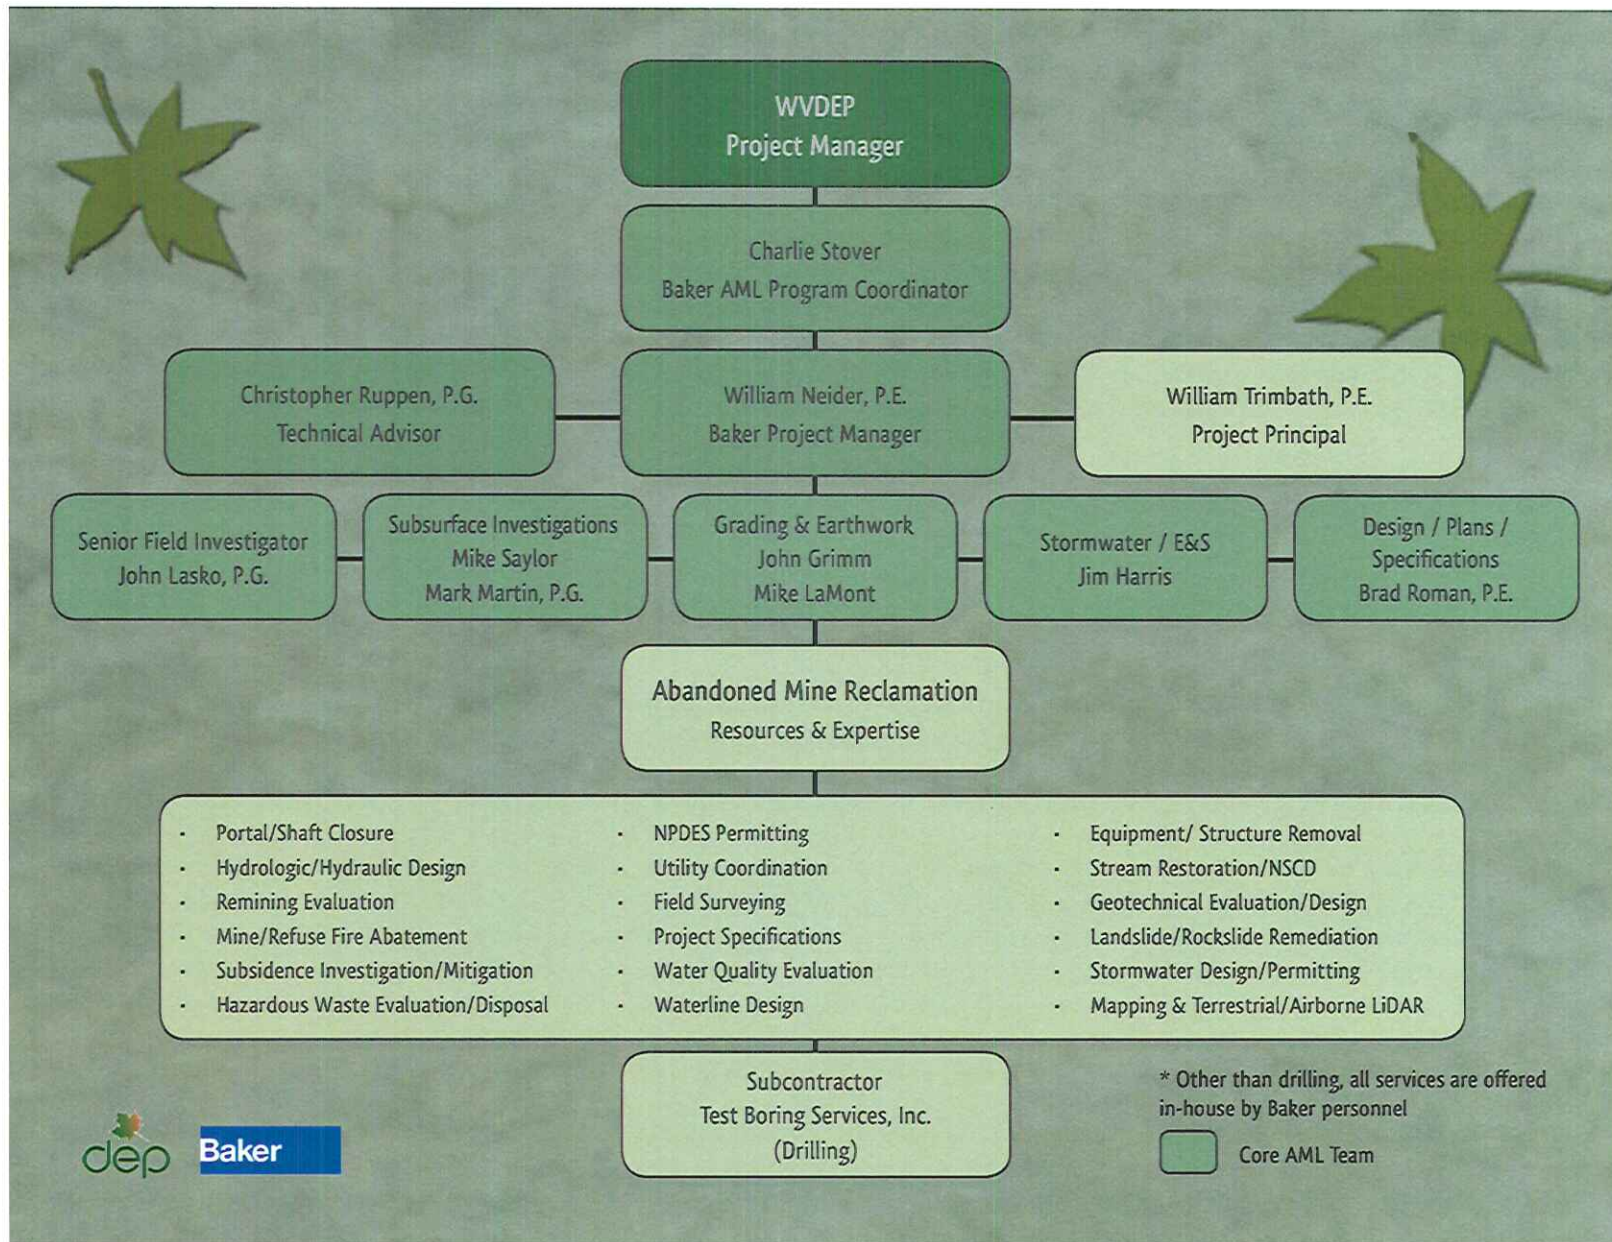 WVDEP
Project Manager
Charlie Stover
Baker AML Program Coordinator
Christopher Ruppen, P.G.
Technical Advisor
William Neider, P.E.
Baker Project Manager
William Trimbath, P.E.
Project Principal
Senior Field Investigator
John Lasko, P.G.
Subsurface Investigations
Mike Saylor
Mark Martin, P.G.
Grading & Earthwork
John Grimm
Mike LaMont
Stormwater / E&S
Jim Harris
Design / Plans /
Specifications
Brad Roman, P.E.
Abandoned Mine Reclamation
Resources & Expertise
· Portal/Shaft Closure
· Hydrologic/Hydraulic Design
· Remining Evaluation
· Mine/Refuse Fire Abatement
· Subsidence Investigation/Mitigation
· Hazardous Waste Evaluation/Disposal
· NPDES Permitting
· Utility Coordination
· Field Surveying
· Project Specifications
· Water Quality Evaluation
· Waterline Design
· Equipment/ Structure Removal
· Stream Restoration/NSCD
· Geotechnical Evaluation/Design
· Landslide/Rockslide Remediation
· Stormwater Design/Permitting
· Mapping & Terrestrial/Airborne LiDAR
Subcontractor
Test Boring Services, Inc.
(Drilling)
* Other than drilling, all services are offered
in-house by Baker personnel
Core AML Team
dep
Baker